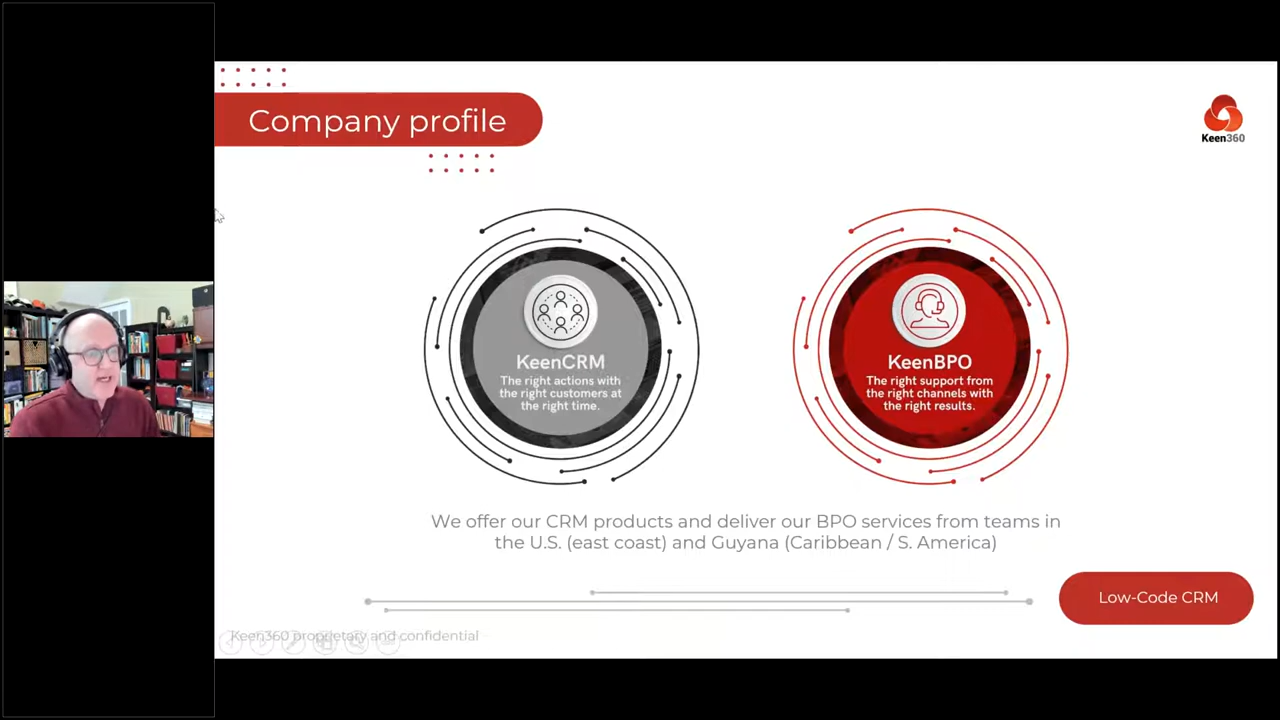 Company profile
Keen360
KeenCRM
The right actions with
the right customers at
the right time.
KeenBPO
The right support from
the right channels with
the right results.
We offer our CRM products and deliver our BPO services from teams in
the U.S. (east coast) and Guyana (Caribbean / S. America)
Low-Code CRM
Keen360 proprietary and confidential